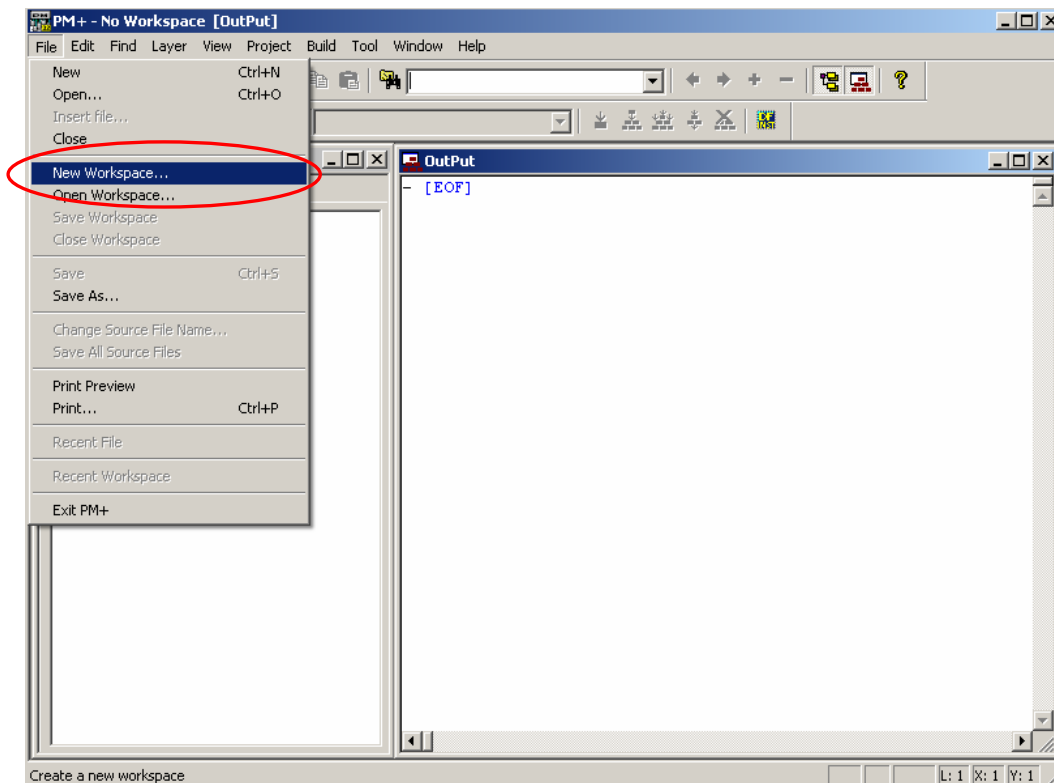 PM+ - No Workspace [OutPut]
File Edit Find Layer View Project Build Tool Window Help
New Ctrl+N
Open... Ctrl+O
Insert file...
Close
New Workspace...
Open Workspace...
Save Workspace
Close Workspace
Save Ctrl+S
Save As...
Change Source File Name...
Save All Source Files
Print Preview
Print... Ctrl+P
Recent File
Recent Workspace
Exit PM+
OutPut
[EOF]
Create a new workspace
L: 1 X: 1 Y: 1